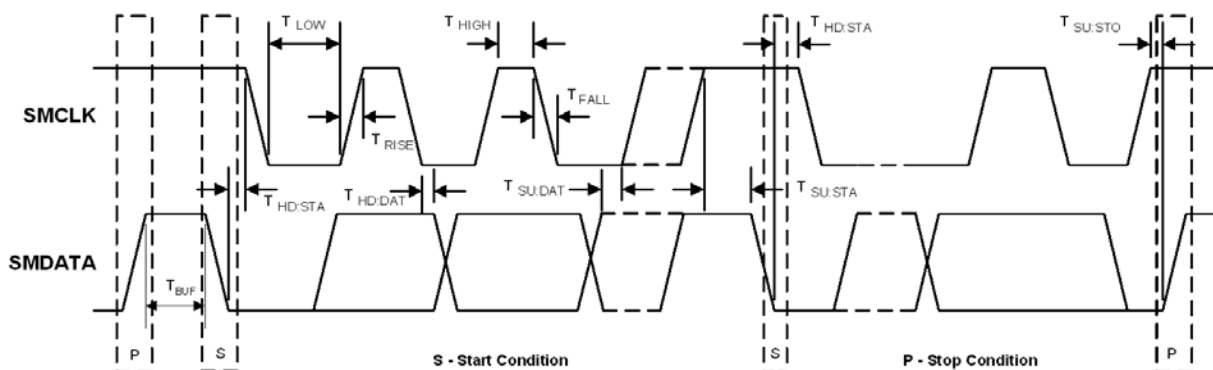 T LOW
T HIGH
T HD:STA
T SU:STO
SMCLK
T FALL
T RISE
T HD:STA
T HD:DAT
T SU:DAT
T SU:STA
SMDATA
T BUF
P
S
S - Start Condition
S
P - Stop Condition
P